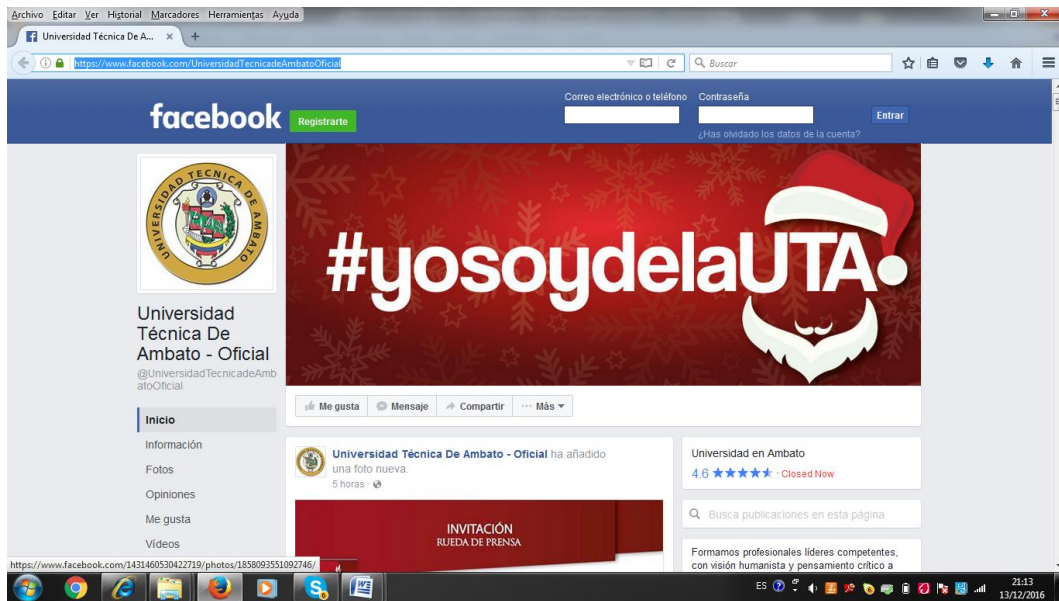 Archivo Editar Ver Historial Marcadores Herramientas Ayuda
Universidad Técnica De A... × +
https://www.facebook.com/UniversidadTecnicadeAmbatoOficial
Buscar
Correo electrónico o teléfono Contraseña
facebook Registrarte Entrar
¿Has olvidado los datos de la cuenta?
UNIVERSIDAD TECNICA DE AMBATO
#yosoydelaUTA
Universidad
Técnica De
Ambato - Oficial
@UniversidadTecnicadeAmb
atoOficial
Me gusta Mensaje Compartir ··· Más
Inicio
Información
Fotos
Opiniones
Me gusta
Vídeos
Universidad Técnica De Ambato - Oficial ha añadido
una foto nueva.
5 horas ·
INVITACIÓN
RUEDA DE PRENSA
Universidad en Ambato
4.6 ★★★★★ · Closed Now
Busca publicaciones en esta página
Formamos profesionales líderes competentes,
con visión humanista y pensamiento crítico a
https://www.facebook.com/1431460530422719/photos/1858093551092746/
ES 21:13
13/12/2016